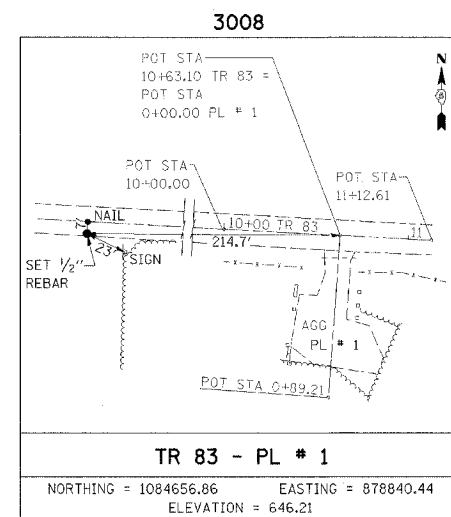 3008
POT STA
10+63.10 TR 83 =
POT STA
0+00.00 PL # 1
N
POT STA
10+00.00
POT STA
11+12.61
NAIL
10+00 TR 83
11
7'
214.7'
23'
SIGN
SET 1/2"
REBAR
AGG
PL # 1
POT STA 0+89.21
TR 83 - PL # 1
NORTHING = 1084656.86 EASTING = 878840.44
ELEVATION = 646.21